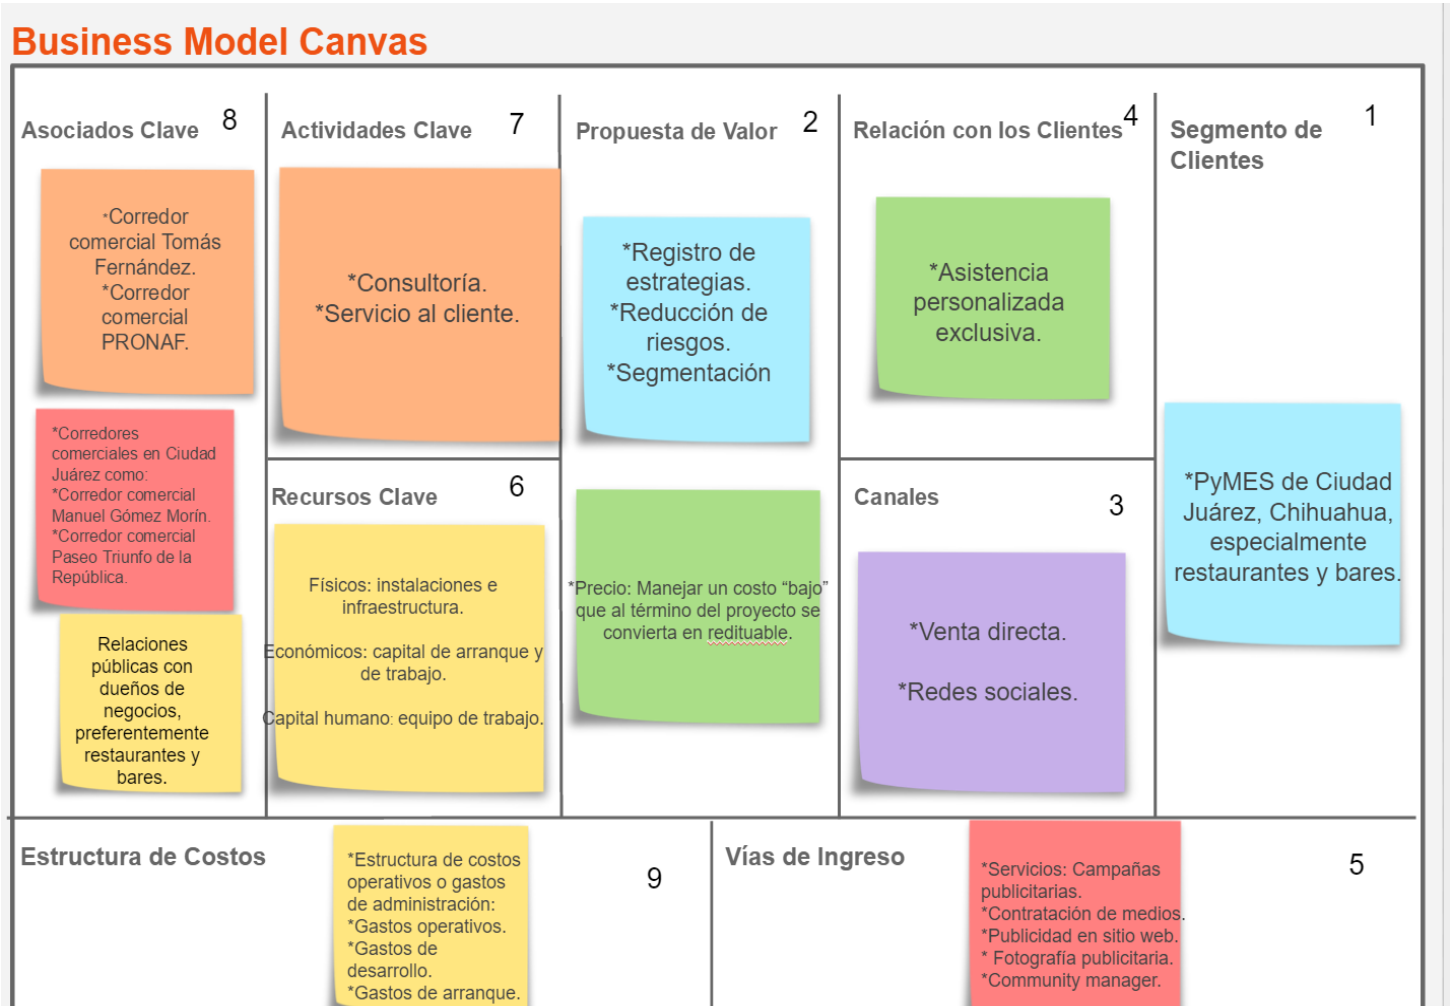 Business Model Canvas
Asociados Clave
8
*Corredor
comercial Tomás
Fernández.
*Corredor
comercial
PRONAF.
*Corredores
comerciales en Ciudad
Juárez como:
*Corredor comercial
Manuel Gómez Morín.
*Corredor comercial
Paseo Triunfo de la
República.
Relaciones
públicas con
dueños de
negocios,
preferentemente
restaurantes y
bares.
Actividades Clave
7
*Consultoría.
*Servicio al cliente.
Recursos Clave
6
Físicos: instalaciones e
infraestructura.
Económicos: capital de arranque y
de trabajo.
Capital humano: equipo de trabajo.
Propuesta de Valor
2
*Registro de
estrategias.
*Reducción de
riesgos.
*Segmentación
*Precio: Manejar un costo “bajo”
que al término del proyecto se
convierta en redituable.
Relación con los Clientes
4
*Asistencia
personalizada
exclusiva.
Canales
3
*Venta directa.
*Redes sociales.
Segmento de
Clientes
1
*PyMES de Ciudad
Juárez, Chihuahua,
especialmente
restaurantes y bares.
Estructura de Costos
9
*Estructura de costos
operativos o gastos
de administración:
*Gastos operativos.
*Gastos de
desarrollo.
*Gastos de arranque.
Vías de Ingreso
5
*Servicios: Campañas
publicitarias.
*Contratación de medios.
*Publicidad en sitio web.
* Fotografía publicitaria.
*Community manager.